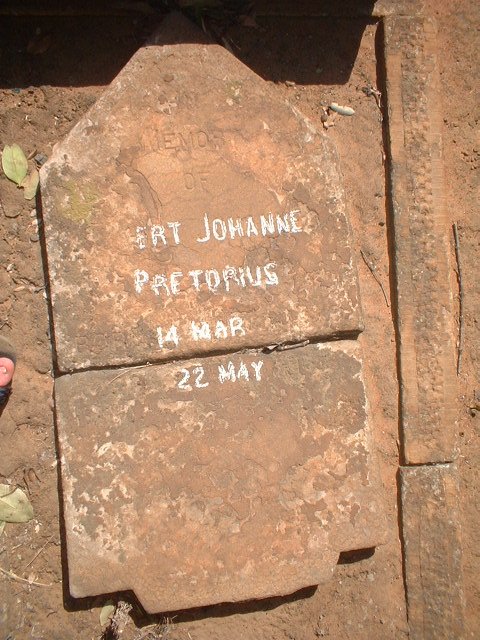 MEMORY
OF
ERT JOHANNE
PRETORIUS
14 MAR
22 MAY